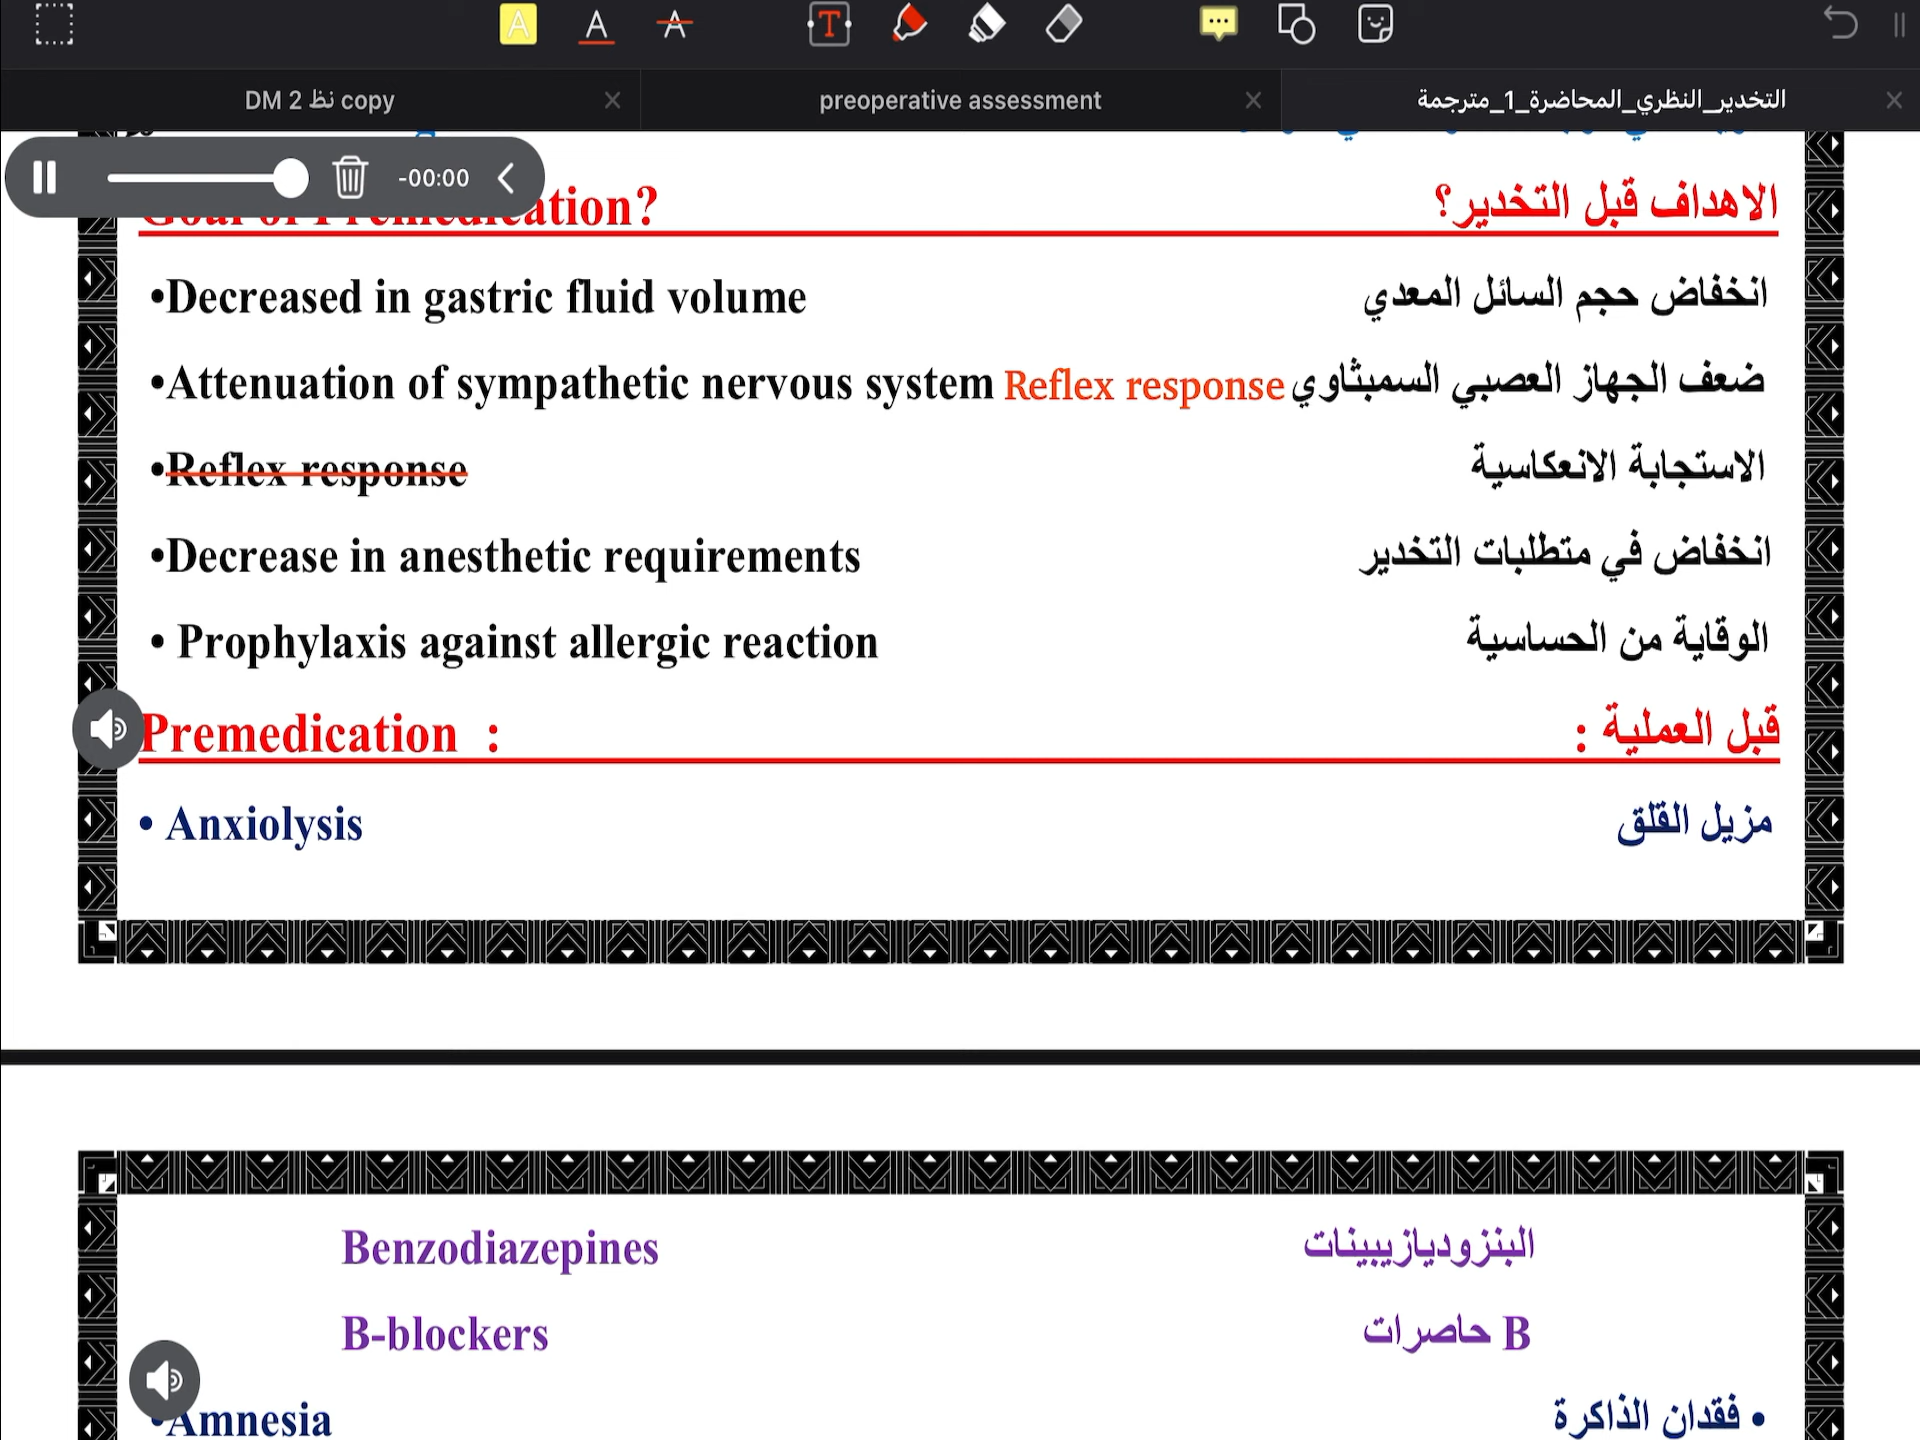 A A A T
DM 2 نظ copy
preoperative assessment
التخدير_النظري_المحاضرة_1_مترجمة
-00:00
Goal of Premedication? الاهداف قبل التخدير؟
•Decreased in gastric fluid volume انخفاض حجم السائل المعدي
•Attenuation of sympathetic nervous system Reflex response ضعف الجهاز العصبي السمبثاوي
•Reflex response الاستجابة الانعكاسية
•Decrease in anesthetic requirements انخفاض في متطلبات التخدير
• Prophylaxis against allergic reaction الوقاية من الحساسية
Premedication : قبل العملية :
• Anxiolysis مزيل القلق
Benzodiazepines البنزوديازيبينات
B-blockers حاصرات B
•Amnesia • فقدان الذاكرة